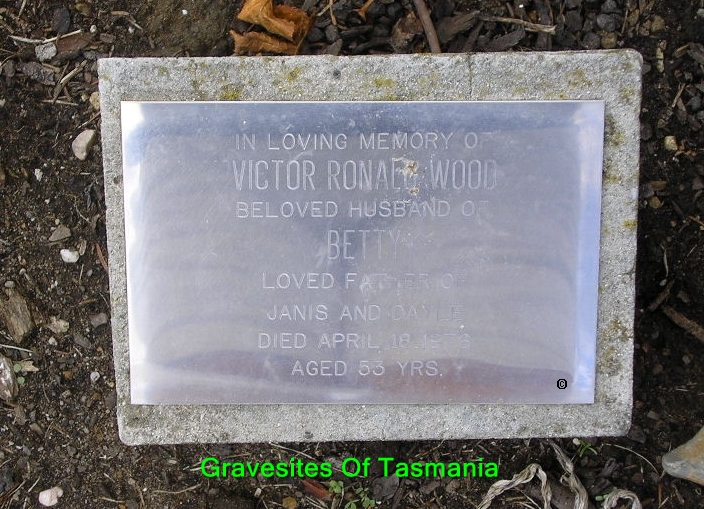 IN LOVING MEMORY OF
VICTOR RONALD WOOD
BELOVED HUSBAND OF
BETTY
LOVED FATHER OF
JANIS AND
DIED APRIL
AGED 53 YRS.
©
Gravesites Of Tasmania